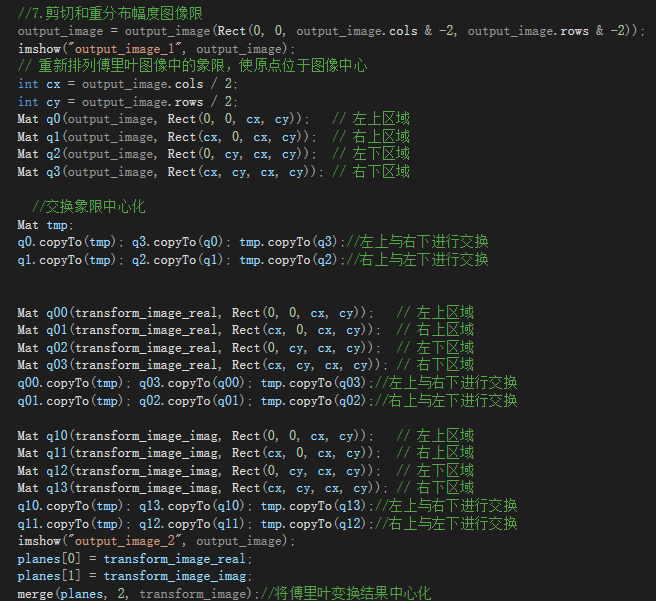 //7.剪切和重分布幅度图像限
output_image = output_image(Rect(0, 0, output_image.cols & -2, output_image.rows & -2));
imshow("output_image_1", output_image);
// 重新排列傅里叶图像中的象限，使原点位于图像中心
int cx = output_image.cols / 2;
int cy = output_image.rows / 2;
Mat q0(output_image, Rect(0, 0, cx, cy)); // 左上区域
Mat q1(output_image, Rect(cx, 0, cx, cy)); // 右上区域
Mat q2(output_image, Rect(0, cy, cx, cy)); // 左下区域
Mat q3(output_image, Rect(cx, cy, cx, cy)); // 右下区域
//交换象限中心化
Mat tmp;
q0.copyTo(tmp); q3.copyTo(q0); tmp.copyTo(q3);//左上与右下进行交换
q1.copyTo(tmp); q2.copyTo(q1); tmp.copyTo(q2);//右上与左下进行交换
Mat q00(transform_image_real, Rect(0, 0, cx, cy)); // 左上区域
Mat q01(transform_image_real, Rect(cx, 0, cx, cy)); // 右上区域
Mat q02(transform_image_real, Rect(0, cy, cx, cy)); // 左下区域
Mat q03(transform_image_real, Rect(cx, cy, cx, cy)); // 右下区域
q00.copyTo(tmp); q03.copyTo(q00); tmp.copyTo(q03);//左上与右下进行交换
q01.copyTo(tmp); q02.copyTo(q01); tmp.copyTo(q02);//右上与左下进行交换
Mat q10(transform_image_imag, Rect(0, 0, cx, cy)); // 左上区域
Mat q11(transform_image_imag, Rect(cx, 0, cx, cy)); // 右上区域
Mat q12(transform_image_imag, Rect(0, cy, cx, cy)); // 左下区域
Mat q13(transform_image_imag, Rect(cx, cy, cx, cy)); // 右下区域
q10.copyTo(tmp); q13.copyTo(q10); tmp.copyTo(q13);//左上与右下进行交换
q11.copyTo(tmp); q12.copyTo(q11); tmp.copyTo(q12);//右上与左下进行交换
imshow("output_image_2", output_image);
planes[0] = transform_image_real;
planes[1] = transform_image_imag;
merge(planes, 2, transform_image);//将傅里叶变换结果中心化